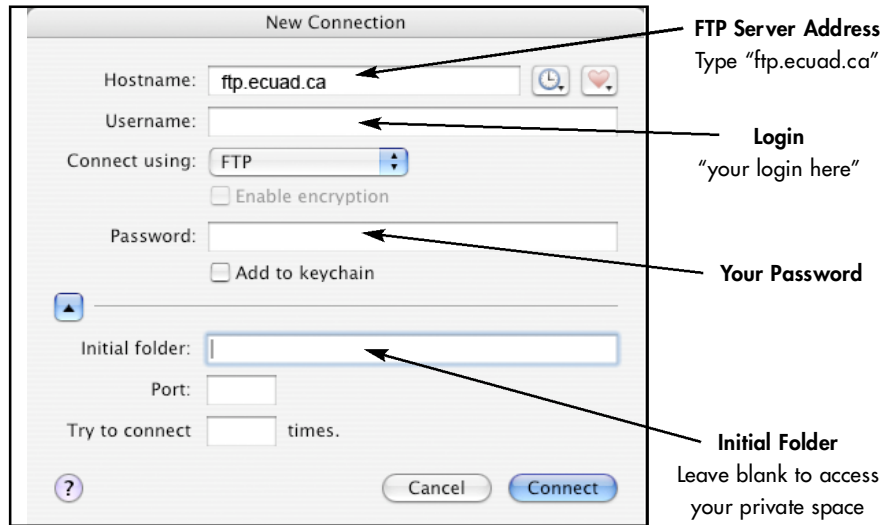 New Connection
Hostname: ftp.ecuad.ca
Username:
Connect using: FTP
Enable encryption
Password:
Add to keychain
Initial folder:
Port:
Try to connect times.
?
Cancel Connect
FTP Server Address
Type “ftp.ecuad.ca”
Login
“your login here”
Your Password
Initial Folder
Leave blank to access
your private space